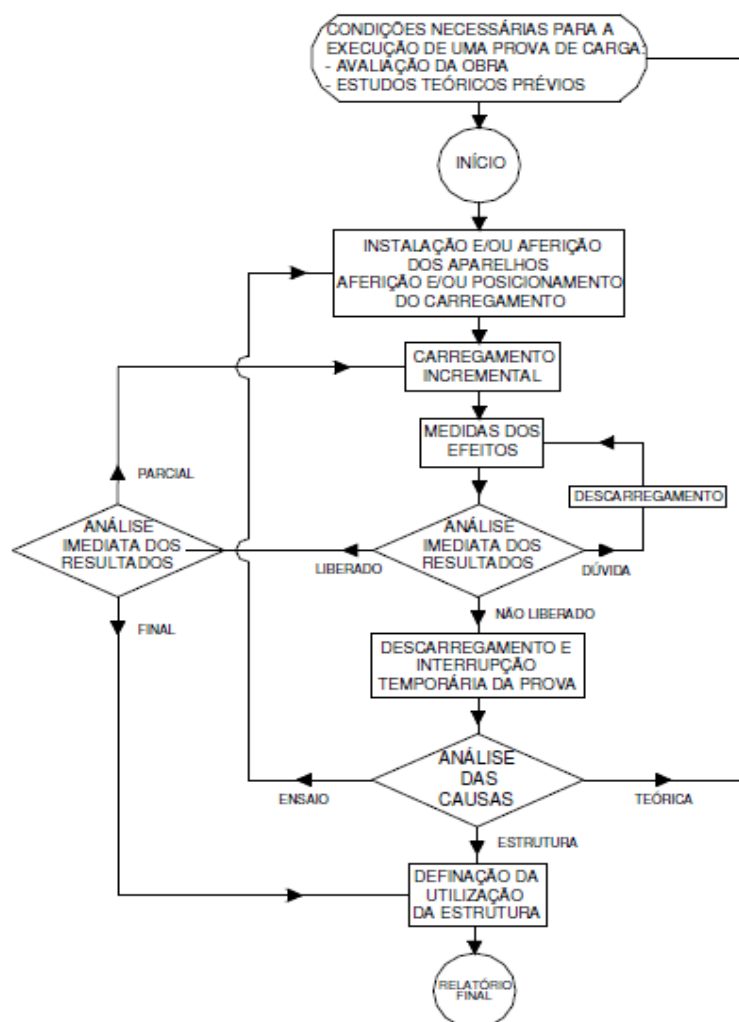 CONDIÇÕES NECESSÁRIAS PARA A
EXECUÇÃO DE UMA PROVA DE CARGA:
- AVALIAÇÃO DA OBRA
- ESTUDOS TEÓRICOS PRÉVIOS
INÍCIO
INSTALAÇÃO E/OU AFERIÇÃO
DOS APARELHOS
AFERIÇÃO E/OU POSICIONAMENTO
DO CARREGAMENTO
CARREGAMENTO
INCREMENTAL
MEDIDAS DOS
EFEITOS
PARCIAL
DESCARREGAMENTO
ANÁLISE
IMEDIATA DOS
RESULTADOS
LIBERADO
ANÁLISE
IMEDIATA DOS
RESULTADOS
DÚVIDA
FINAL
NÃO LIBERADO
DESCARREGAMENTO E
INTERRUPÇÃO
TEMPORÁRIA DA PROVA
ANÁLISE
DAS
CAUSAS
ENSAIO
TEÓRICA
ESTRUTURA
DEFINAÇÃO DA
UTILIZAÇÃO
DA ESTRUTURA
RELATÓRIO
FINAL